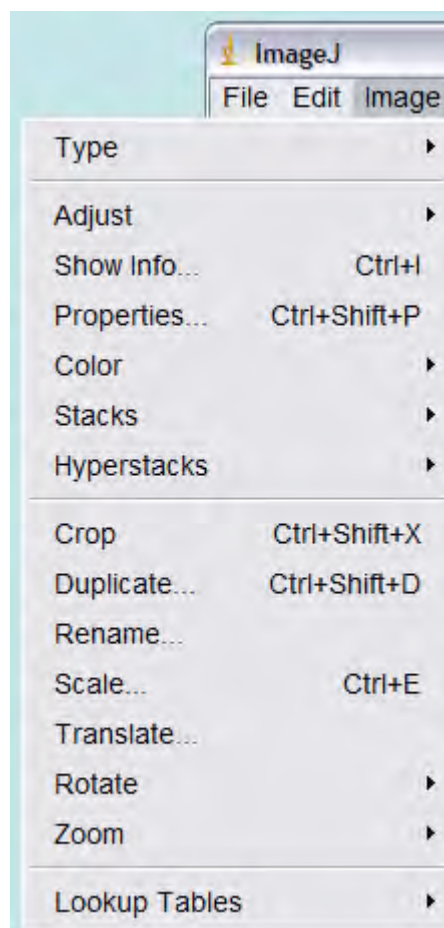 ImageJ
File Edit Image
Type
Adjust
Show Info... Ctrl+I
Properties... Ctrl+Shift+P
Color
Stacks
Hyperstacks
Crop Ctrl+Shift+X
Duplicate... Ctrl+Shift+D
Rename...
Scale... Ctrl+E
Translate...
Rotate
Zoom
Lookup Tables